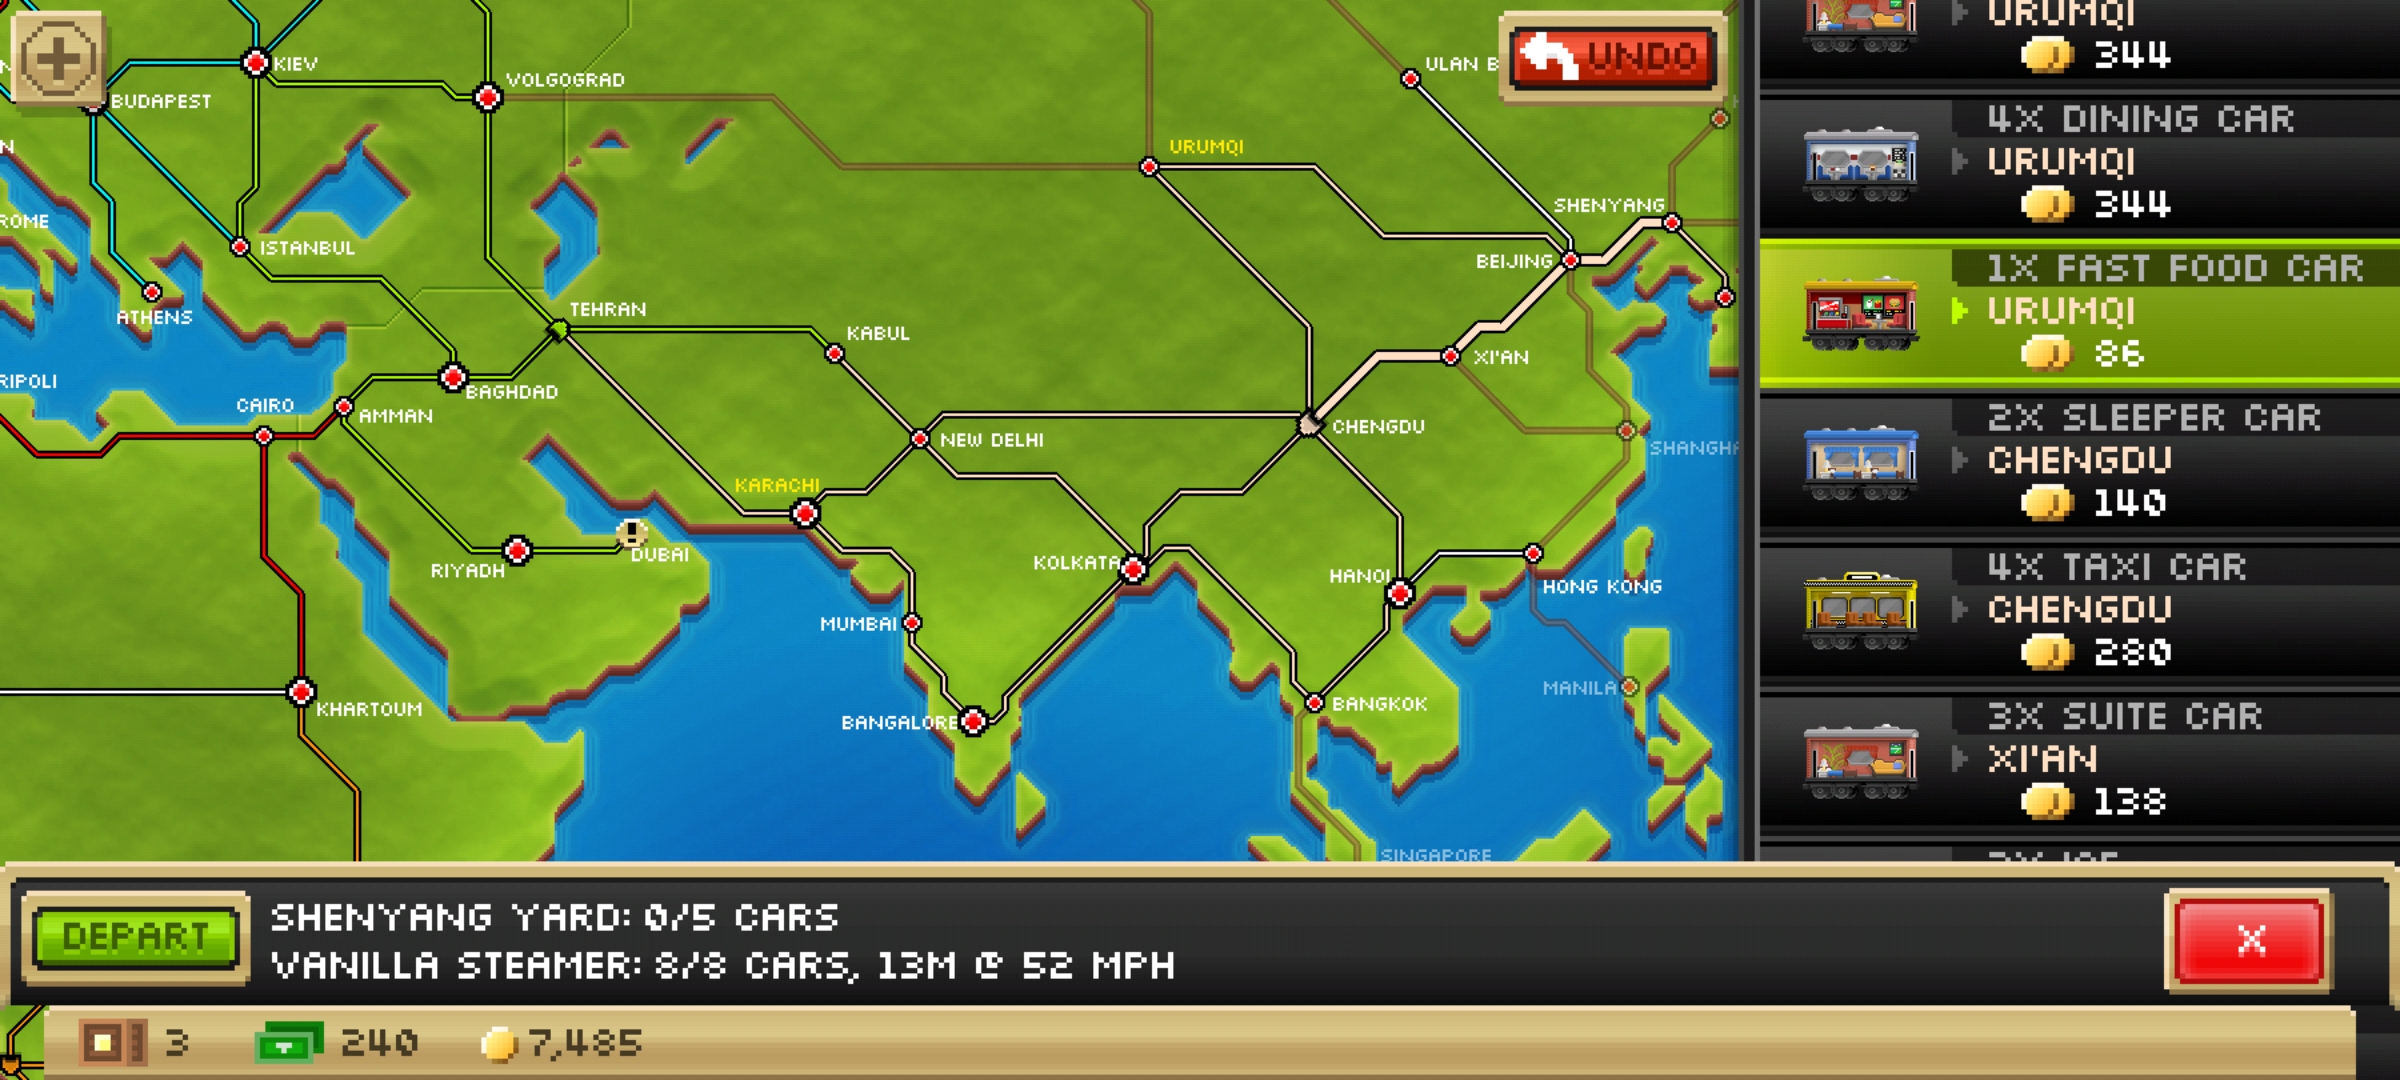 KIEV
VOLGOGRAD
BUDAPEST
ULAN B
UNDO
URUMQI
SHENYANG
ROME
ISTANBUL
BEIJING
ATHENS
TEHRAN
KABUL
XI'AN
RIPOLI
BAGHDAD
CAIRO
AMMAN
NEW DELHI
CHENGDU
SHANGHA
KARACHI
DUBAI
RIYADH
KOLKATA
HANOI
HONG KONG
MUMBAI
MANILA
KHARTOUM
BANGALORE
BANGKOK
SINGAPORE
URUMQI
344
4X DINING CAR
URUMQI
344
1X FAST FOOD CAR
URUMQI
86
2X SLEEPER CAR
CHENGDU
140
4X TAXI CAR
CHENGDU
280
3X SUITE CAR
XI'AN
138
DEPART
SHENYANG YARD: 0/5 CARS
VANILLA STEAMER: 8/8 CARS, 13M @ 52 MPH
X
3
240
7,485